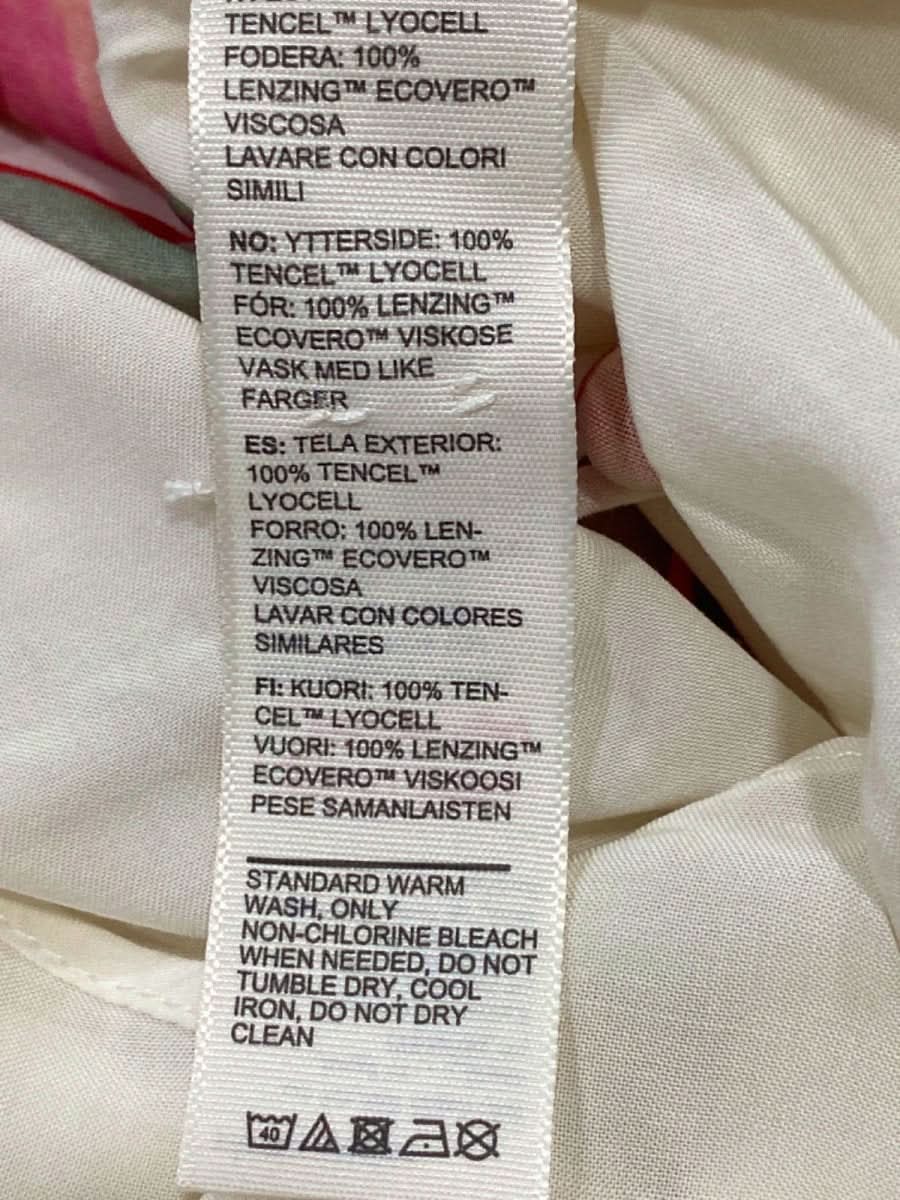 TENCEL™ LYOCELL
FODERA: 100%
LENZING™ ECOVERO™
VISCOSA
LAVARE CON COLORI
SIMILI
NO: YTTERSIDE: 100%
TENCEL™ LYOCELL
FÓR: 100% LENZING™
ECOVERO™ VISKOSE
VASK MED LIKE
FARGER
ES: TELA EXTERIOR:
100% TENCEL™
LYOCELL
FORRO: 100% LEN-
ZING™ ECOVERO™
VISCOSA
LAVAR CON COLORES
SIMILARES
FI: KUORI: 100% TEN-
CEL™ LYOCELL
VUORI: 100% LENZING™
ECOVERO™ VISKOOSI
PESE SAMANLAISTEN
STANDARD WARM
WASH, ONLY
NON-CHLORINE BLEACH
WHEN NEEDED, DO NOT
TUMBLE DRY, COOL
IRON, DO NOT DRY
CLEAN
40